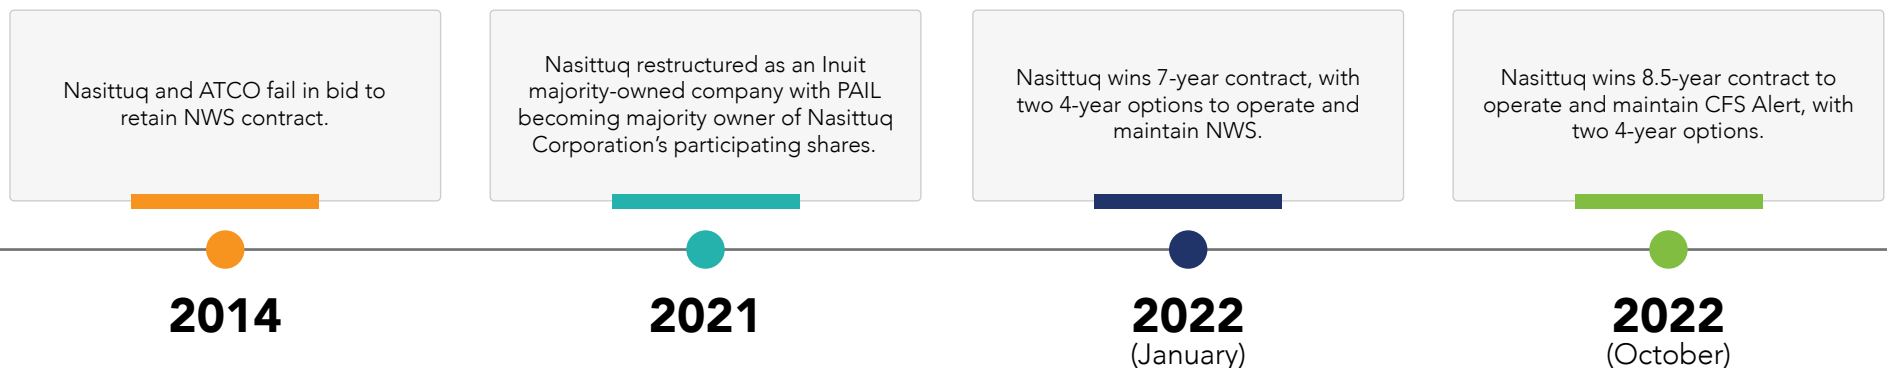 Nasittuq and ATCO fail in bid to
retain NWS contract.
Nasittuq restructured as an Inuit
majority-owned company with PAIL
becoming majority owner of Nasittuq
Corporation’s participating shares.
Nasittuq wins 7-year contract, with
two 4-year options to operate and
maintain NWS.
Nasittuq wins 8.5-year contract to
operate and maintain CFS Alert, with
two 4-year options.
2014
2021
2022
(January)
2022
(October)